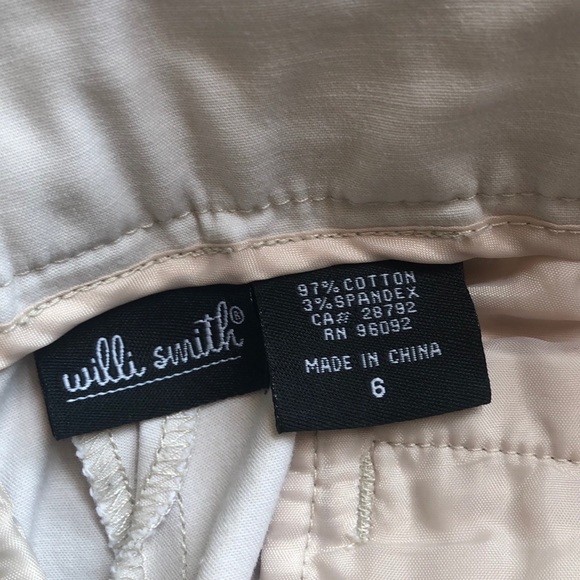 willi smith®
97% COTTON
3% SPANDEX
CA# 28792
RN 96092
MADE IN CHINA
6